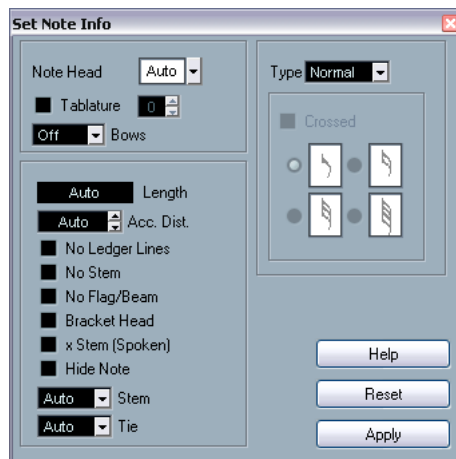 Set Note Info
Note Head Auto
Tablature 0
Off Bows
Auto Length
Auto Acc. Dist.
No Ledger Lines
No Stem
No Flag/Beam
Bracket Head
x Stem (Spoken)
Hide Note
Auto Stem
Auto Tie
Type Normal
Crossed
Help
Reset
Apply